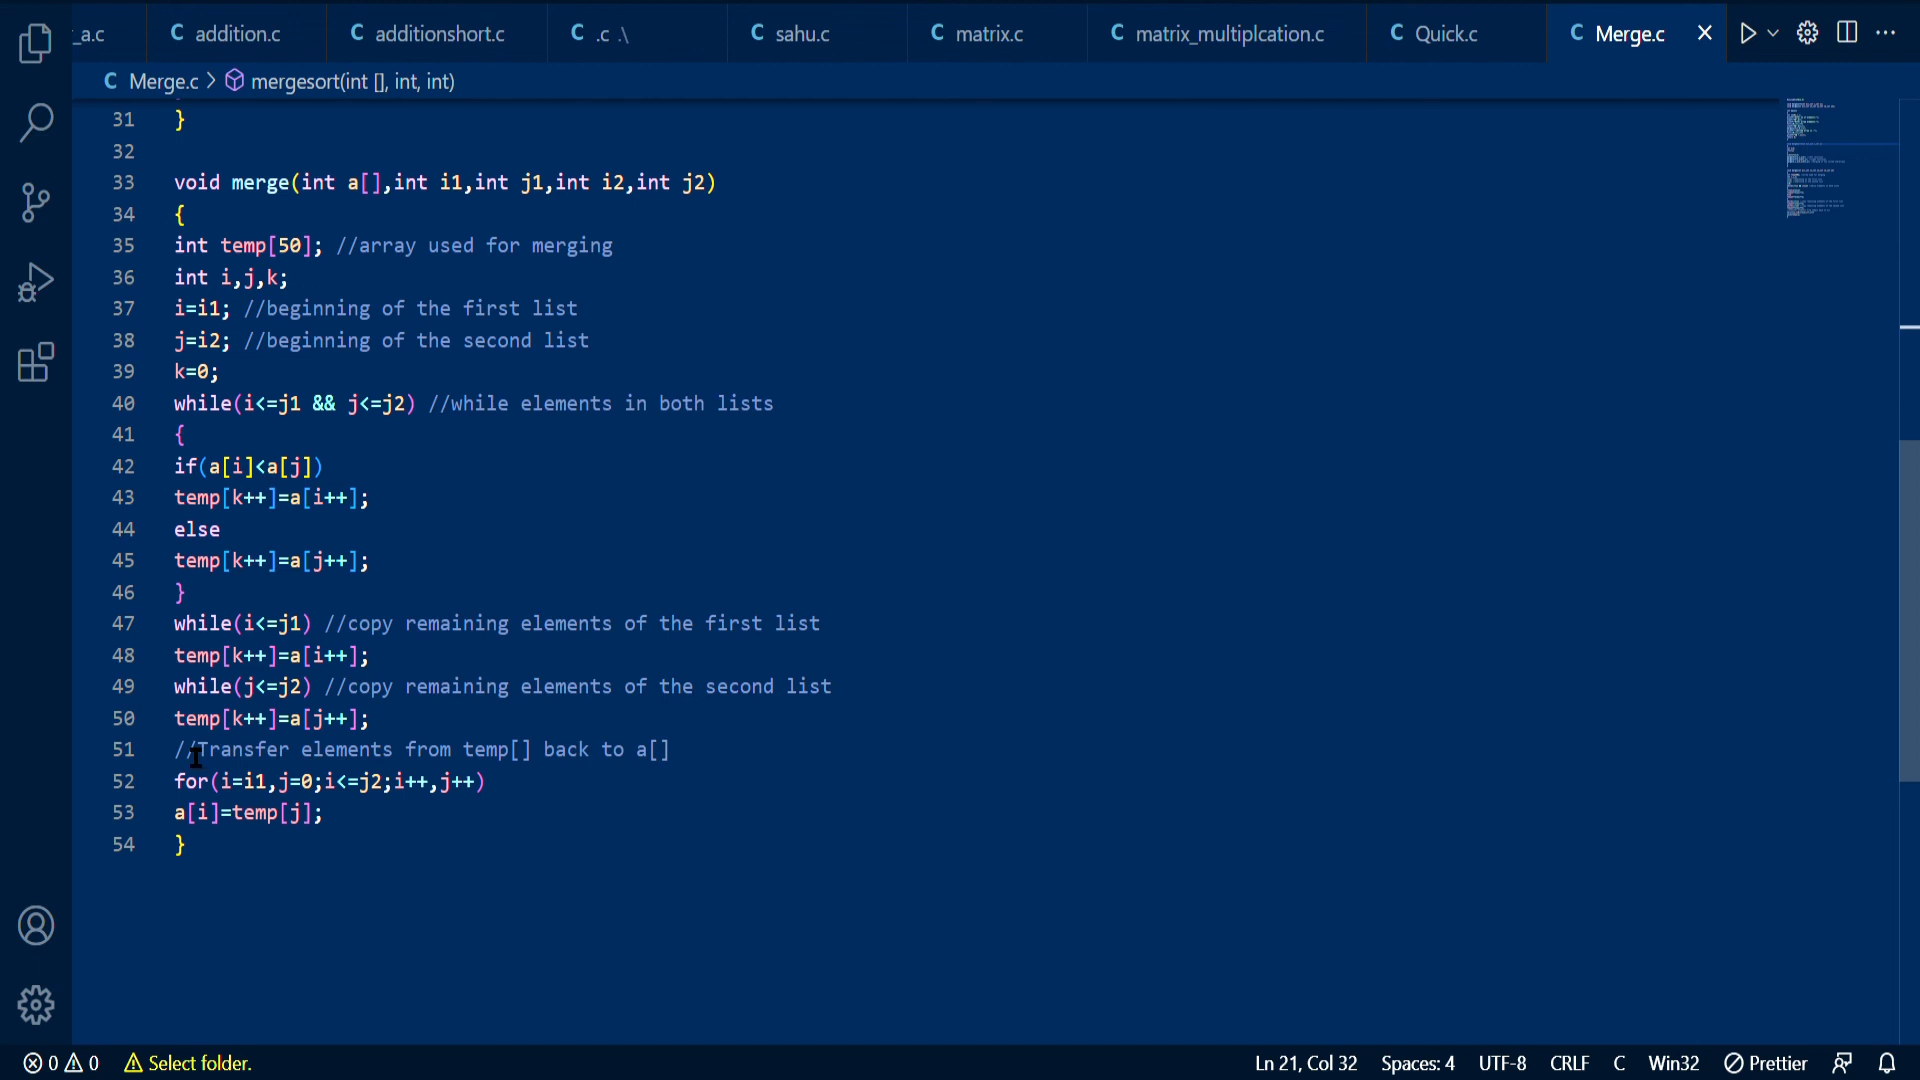 _a.c addition.c additionshort.c .c .\ sahu.c matrix.c matrix_multiplcation.c Quick.c Merge.c
Merge.c > mergesort(int [], int, int)
31 }
32
33 void merge(int a[],int i1,int j1,int i2,int j2)
34 {
35 int temp[50]; //array used for merging
36 int i,j,k;
37 i=i1; //beginning of the first list
38 j=i2; //beginning of the second list
39 k=0;
40 while(i<=j1 && j<=j2) //while elements in both lists
41 {
42 if(a[i]<a[j])
43 temp[k++]=a[i++];
44 else
45 temp[k++]=a[j++];
46 }
47 while(i<=j1) //copy remaining elements of the first list
48 temp[k++]=a[i++];
49 while(j<=j2) //copy remaining elements of the second list
50 temp[k++]=a[j++];
51 //Transfer elements from temp[] back to a[]
52 for(i=i1,j=0;i<=j2;i++,j++)
53 a[i]=temp[j];
54 }
0 0 Select folder. Ln 21, Col 32 Spaces: 4 UTF-8 CRLF C Win32 Prettier